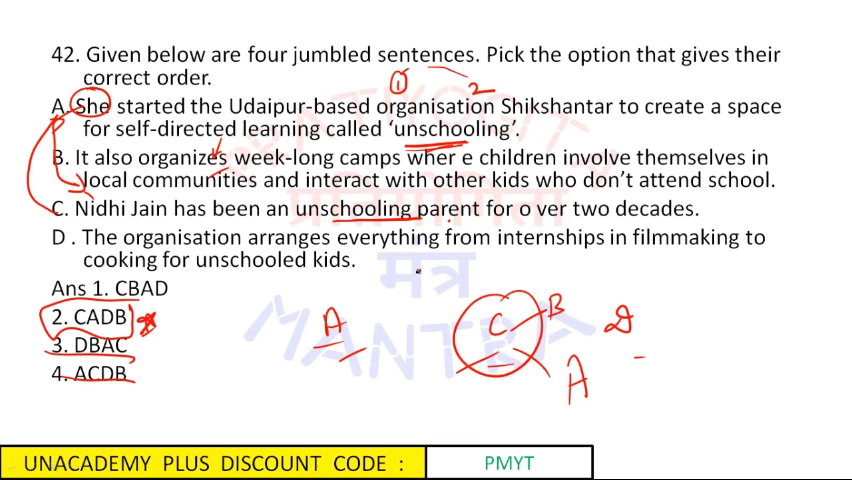 42. Given below are four jumbled sentences. Pick the option that gives their
correct order.
1 2
A. She started the Udaipur-based organisation Shikshantar to create a space
for self-directed learning called ‘unschooling’.
B. It also organizes week-long camps wher e children involve themselves in
local communities and interact with other kids who don’t attend school.
C. Nidhi Jain has been an unschooling parent for o ver two decades.
D . The organisation arranges everything from internships in filmmaking to
cooking for unschooled kids.
Ans 1. CBAD
2. CADB
3. DBAC
4. ACDB
A C B D
A
प्रतियोगिता
मंत्र
MANTRA
UNACADEMY PLUS DISCOUNT CODE : PMYT